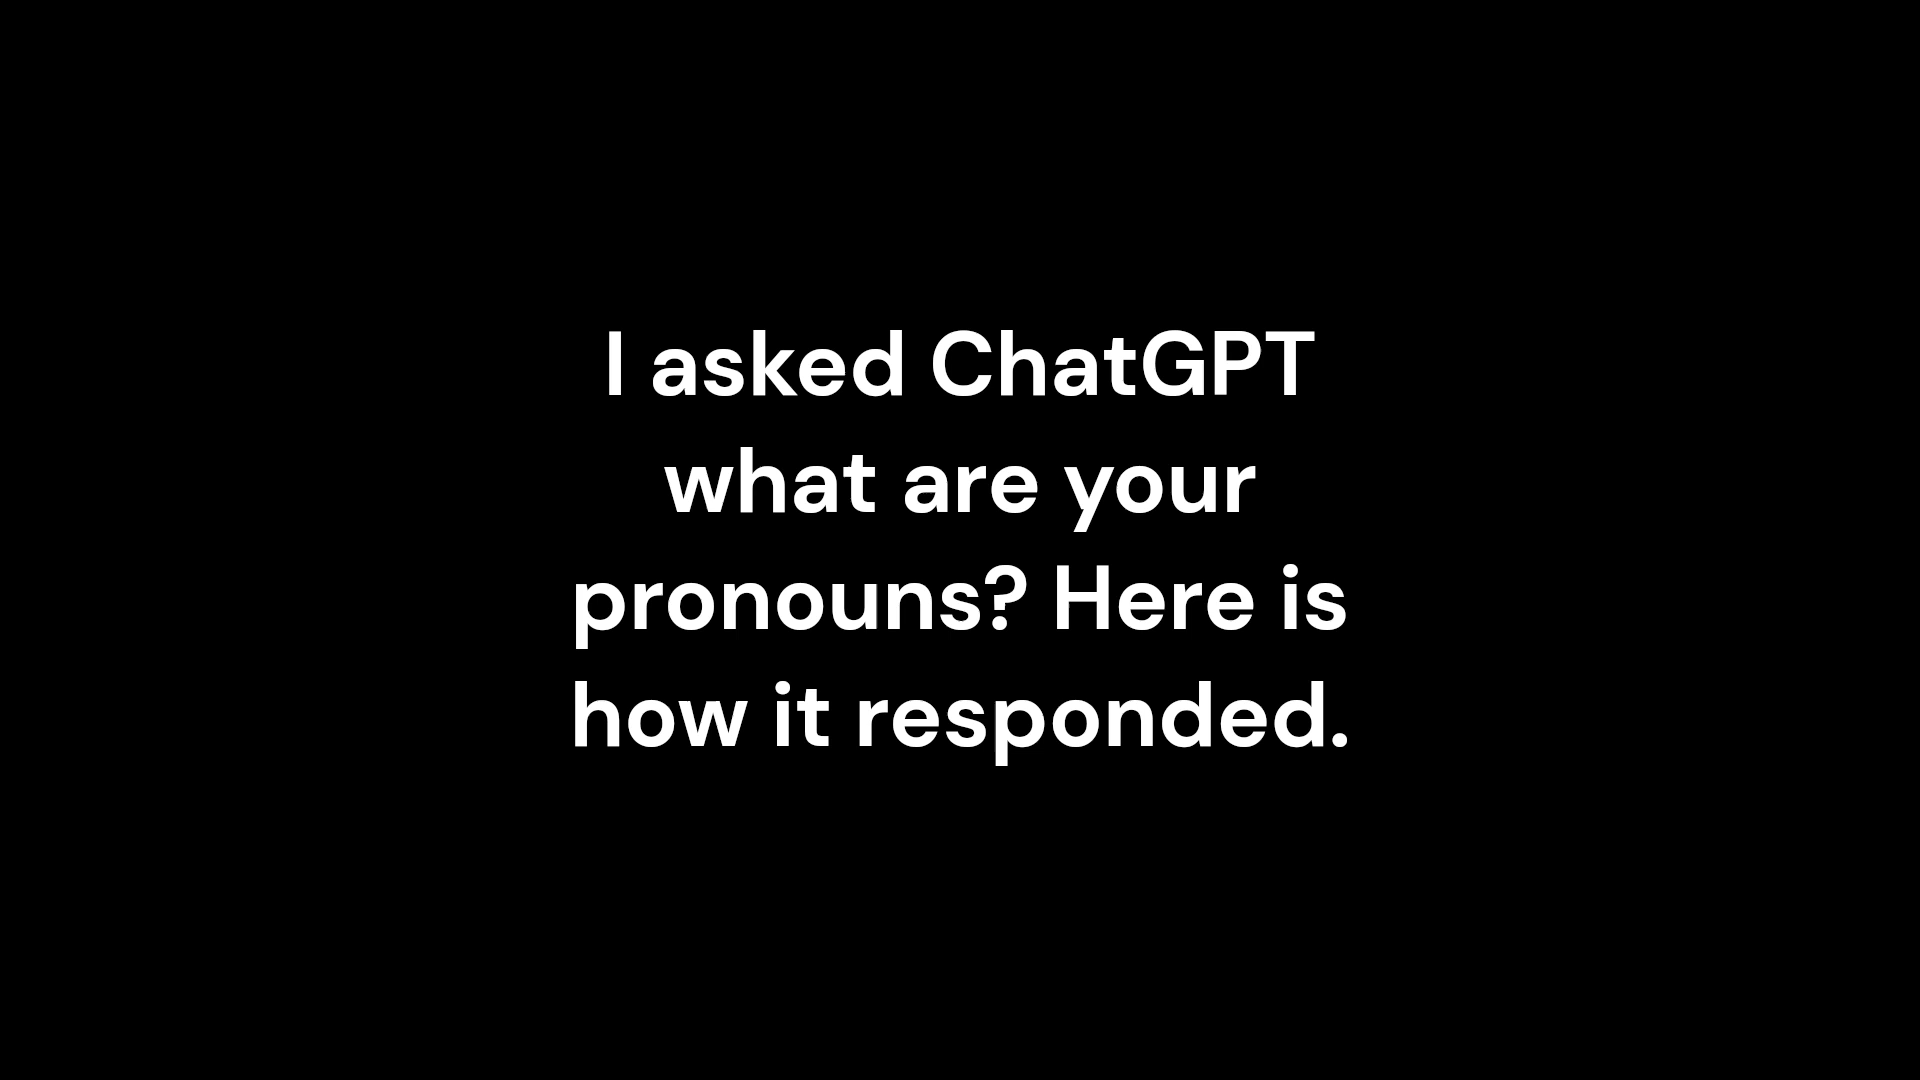 I asked ChatGPT
what are your
pronouns? Here is
how it responded.